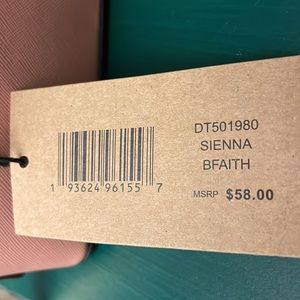 DT501980
SIENNA
BFAITH
MSRP $58.00
1 93624 96155 7